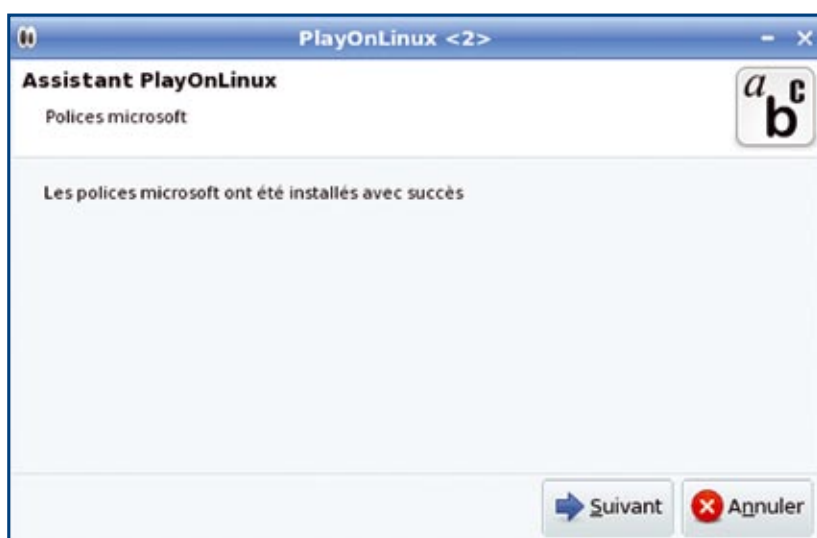 PlayOnLinux <2>
Assistant PlayOnLinux
Polices microsoft
a b c
Les polices microsoft ont été installés avec succès
Suivant
Annuler